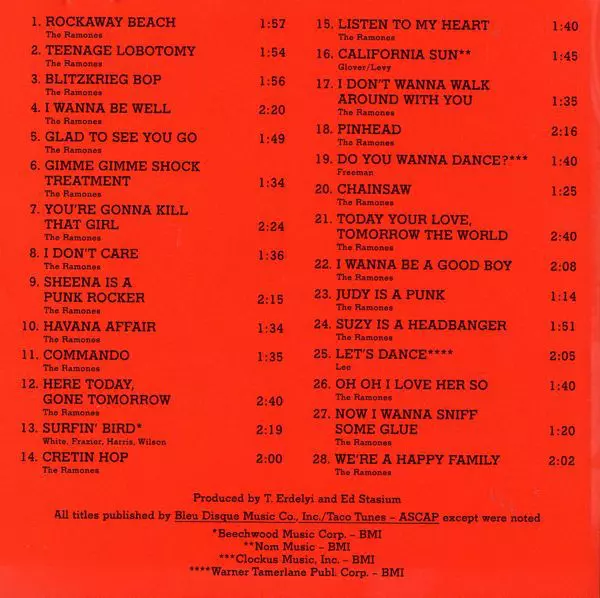 1. ROCKAWAY BEACH 1:57
The Ramones
2. TEENAGE LOBOTOMY 1:54
The Ramones
3. BLITZKRIEG BOP 1:56
The Ramones
4. I WANNA BE WELL 2:20
The Ramones
5. GLAD TO SEE YOU GO 1:49
The Ramones
6. GIMME GIMME SHOCK
TREATMENT 1:34
The Ramones
7. YOU'RE GONNA KILL
THAT GIRL 2:24
The Ramones
8. I DON'T CARE 1:36
The Ramones
9. SHEENA IS A
PUNK ROCKER 2:15
The Ramones
10. HAVANA AFFAIR 1:34
The Ramones
11. COMMANDO 1:35
The Ramones
12. HERE TODAY,
GONE TOMORROW 2:40
The Ramones
13. SURFIN' BIRD* 2:19
White, Frazier, Harris, Wilson
14. CRETIN HOP 2:00
The Ramones
15. LISTEN TO MY HEART 1:40
The Ramones
16. CALIFORNIA SUN** 1:45
Glover/Levy
17. I DON'T WANNA WALK
AROUND WITH YOU 1:35
The Ramones
18. PINHEAD 2:16
The Ramones
19. DO YOU WANNA DANCE?*** 1:40
Freeman
20. CHAINSAW 1:25
The Ramones
21. TODAY YOUR LOVE,
TOMORROW THE WORLD 2:40
The Ramones
22. I WANNA BE A GOOD BOY 2:08
The Ramones
23. JUDY IS A PUNK 1:14
The Ramones
24. SUZY IS A HEADBANGER 1:51
The Ramones
25. LET'S DANCE**** 2:05
Lee
26. OH OH I LOVE HER SO 1:40
The Ramones
27. NOW I WANNA SNIFF
SOME GLUE 1:20
The Ramones
28. WE'RE A HAPPY FAMILY 2:02
The Ramones
Produced by T. Erdelyi and Ed Stasium
All titles published by Bleu Disque Music Co., Inc./Taco Tunes – ASCAP except were noted
*Beechwood Music Corp. – BMI
**Nom Music – BMI
***Clockus Music, Inc. – BMI
****Warner Tamerlane Publ. Corp. – BMI